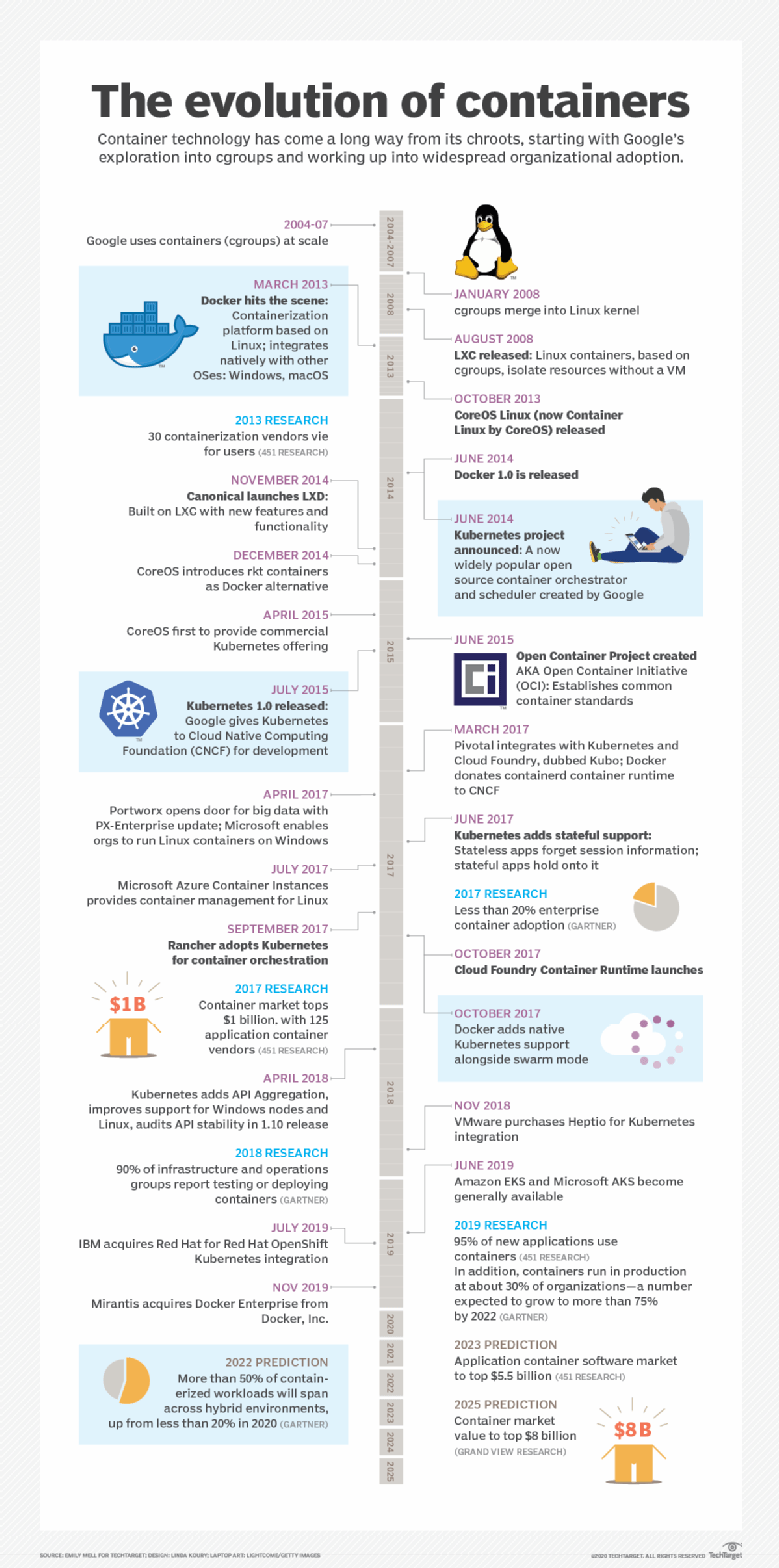 The evolution of containers
Container technology has come a long way from its chroots, starting with Google's
exploration into cgroups and working up into widespread organizational adoption.
2004-07
Google uses containers (cgroups) at scale
2004-2007
JANUARY 2008
cgroups merge into Linux kernel
2008
AUGUST 2008
LXC released: Linux containers, based on
cgroups, isolate resources without a VM
MARCH 2013
Docker hits the scene:
Containerization
platform based on
Linux; integrates
natively with other
OSes: Windows, macOS
2013
OCTOBER 2013
CoreOS Linux (now Container
Linux by CoreOS) released
2013 RESEARCH
30 containerization vendors vie
for users (451 RESEARCH)
JUNE 2014
Docker 1.0 is released
2014
JUNE 2014
Kubernetes project
announced: A now
widely popular open
source container orchestrator
and scheduler created by Google
NOVEMBER 2014
Canonical launches LXD:
Built on LXC with new features and
functionality
DECEMBER 2014
CoreOS introduces rkt containers
as Docker alternative
APRIL 2015
CoreOS first to provide commercial
Kubernetes offering
2015
JUNE 2015
Open Container Project created
AKA Open Container Initiative
(OCI): Establishes common
container standards
JULY 2015
Kubernetes 1.0 released:
Google gives Kubernetes
to Cloud Native Computing
Foundation (CNCF) for development
MARCH 2017
Pivotal integrates with Kubernetes and
Cloud Foundry, dubbed Kubo; Docker
donates containerd container runtime
to CNCF
APRIL 2017
Portworx opens door for big data with
PX-Enterprise update; Microsoft enables
orgs to run Linux containers on Windows
2017
JUNE 2017
Kubernetes adds stateful support:
Stateless apps forget session information;
stateful apps hold onto it
JULY 2017
Microsoft Azure Container Instances
provides container management for Linux
2017 RESEARCH
Less than 20% enterprise
container adoption (GARTNER)
SEPTEMBER 2017
Rancher adopts Kubernetes
for container orchestration
OCTOBER 2017
Cloud Foundry Container Runtime launches
2017 RESEARCH
$1B
Container market tops
$1 billion. with 125
application container
vendors (451 RESEARCH)
OCTOBER 2017
Docker adds native
Kubernetes support
alongside swarm mode
APRIL 2018
Kubernetes adds API Aggregation,
improves support for Windows nodes and
Linux, audits API stability in 1.10 release
2018
NOV 2018
VMware purchases Heptio for Kubernetes
integration
2018 RESEARCH
90% of infrastructure and operations
groups report testing or deploying
containers (GARTNER)
JUNE 2019
Amazon EKS and Microsoft AKS become
generally available
JULY 2019
IBM acquires Red Hat for Red Hat OpenShift
Kubernetes integration
2019
2019 RESEARCH
95% of new applications use
containers (451 RESEARCH)
In addition, containers run in production
at about 30% of organizations—a number
expected to grow to more than 75%
by 2022 (GARTNER)
NOV 2019
Mirantis acquires Docker Enterprise from
Docker, Inc.
2020
2021
2022
2023
2024
2025
2022 PREDICTION
More than 50% of contain-
erized workloads will span
across hybrid environments,
up from less than 20% in 2020 (GARTNER)
2023 PREDICTION
Application container software market
to top $5.5 billion (451 RESEARCH)
2025 PREDICTION
Container market
value to top $8 billion
(GRAND VIEW RESEARCH)
$8B
SOURCE: EMILY MELL FOR TECHTARGET; DESIGN: LINDA KOURY; LAPTOP ART: LIGHTCOME/GETTY IMAGES
©2020 TECHTARGET. ALL RIGHTS RESERVED TechTarget